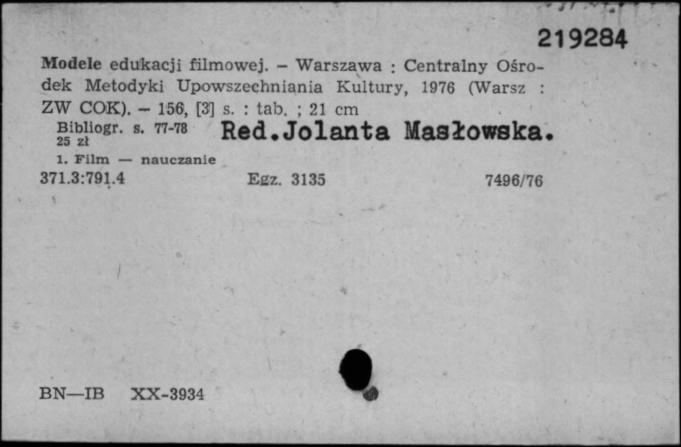 219284
Modele edukacji filmowej. – Warszawa : Centralny Ośro-
dek Metodyki Upowszechniania Kultury, 1976 (Warsz :
ZW COK). – 156, [3] s. : tab. ; 21 cm
Bibliogr. s. 77-78 Red.Jolanta Masłowska.
25 zł
1. Film — nauczanie
371.3:791.4 Egz. 3135 7496/76
BN—IB XX-3934